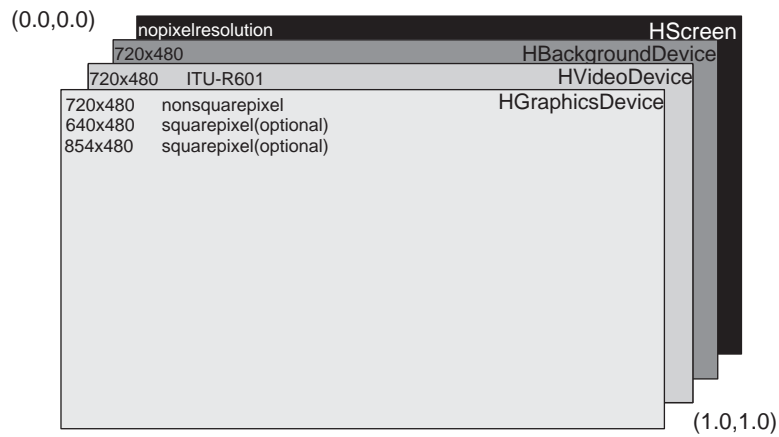 (0.0,0.0)
nopixelresolution HScreen
720x480 HBackgroundDevice
720x480 ITU-R601 HVideoDevice
720x480 nonsquarepixel HGraphicsDevice
640x480 squarepixel(optional)
854x480 squarepixel(optional)
(1.0,1.0)